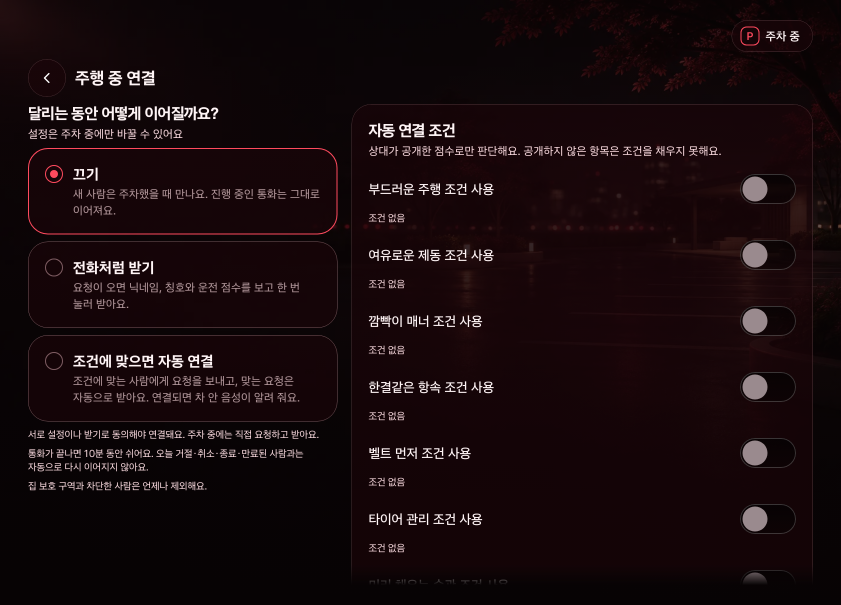 P 주차 중
주행 중 연결
달리는 동안 어떻게 이어질까요?
설정은 주차 중에만 바꿀 수 있어요
끄기
새 사람은 주차했을 때 만나요. 진행 중인 통화는 그대로
이어져요.
전화처럼 받기
요청이 오면 닉네임, 칭호와 운전 점수를 보고 한 번
눌러 받아요.
조건에 맞으면 자동 연결
조건에 맞는 사람에게 요청을 보내고, 맞는 요청은
자동으로 받아요. 연결되면 차 안 음성이 알려 줘요.
서로 설정이나 받기로 동의해야 연결돼요. 주차 중에는 직접 요청하고 받아요.
통화가 끝나면 10분 동안 쉬어요. 오늘 거절·취소·종료·만료된 사람과는
자동으로 다시 이어지지 않아요.
집 보호 구역과 차단한 사람은 언제나 제외해요.
자동 연결 조건
상대가 공개한 점수로만 판단해요. 공개하지 않은 항목은 조건을 채우지 못해요.
부드러운 주행 조건 사용
조건 없음
여유로운 제동 조건 사용
조건 없음
깜빡이 매너 조건 사용
조건 없음
한결같은 항속 조건 사용
조건 없음
벨트 먼저 조건 사용
조건 없음
타이어 관리 조건 사용
조건 없음